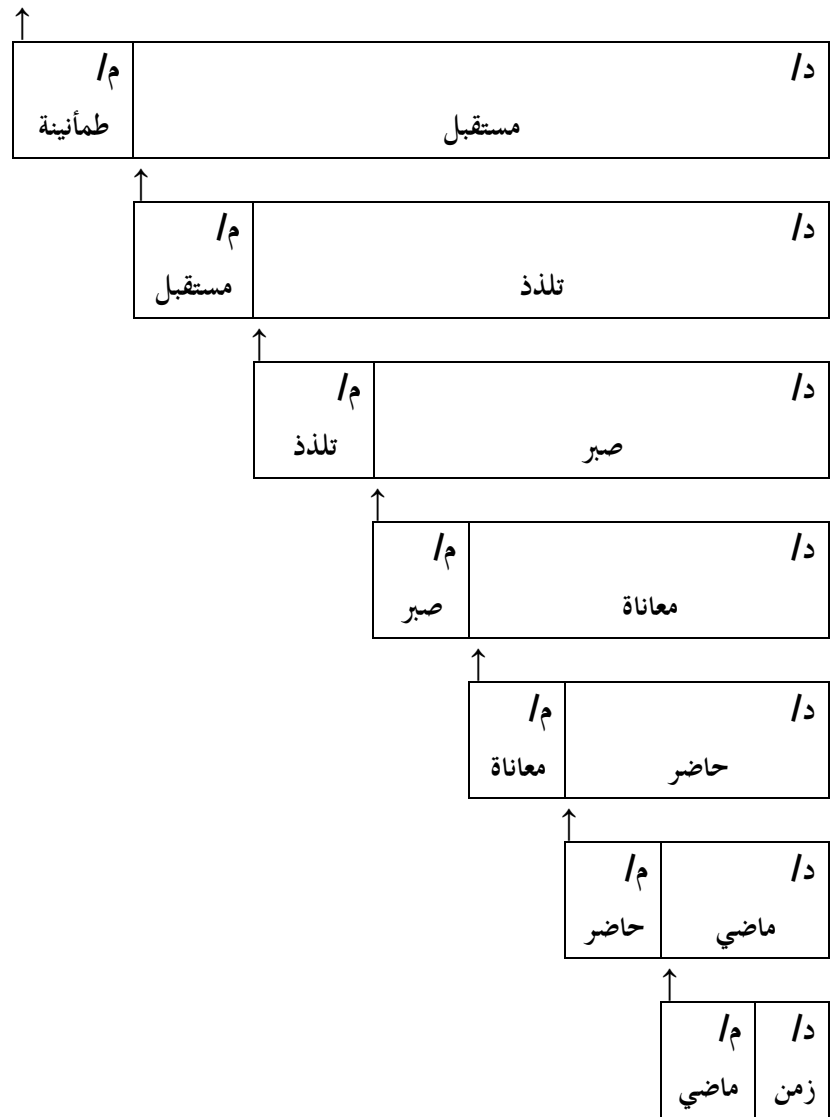 ↑
د/ م/
مستقبل طمأنينة
↑
د/ م/
تلذذ مستقبل
↑
د/ م/
صبر تلذذ
↑
د/ م/
معاناة صبر
↑
د/ م/
حاضر معاناة
↑
د/ م/
ماضي حاضر
↑
د/ م/
زمن ماضي